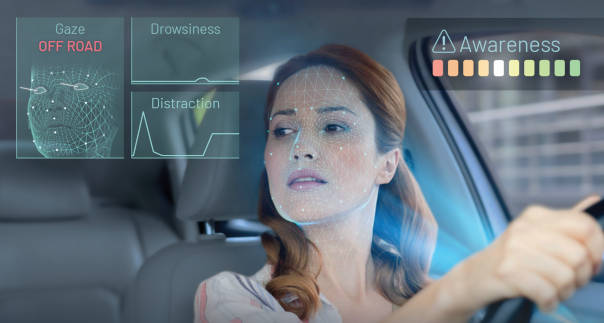 Gaze
OFF ROAD
Drowsiness
Distraction
Awareness